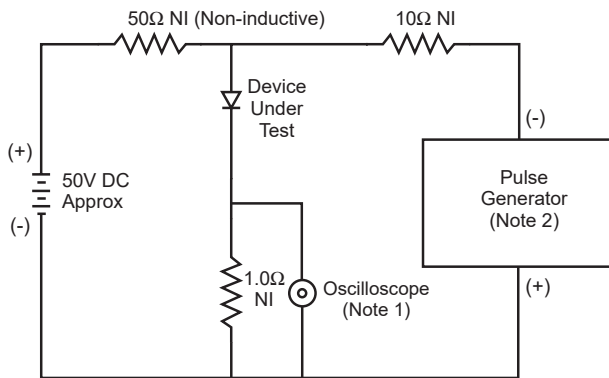 50Ω NI (Non-inductive)
10Ω NI
Device
Under
Test
(+)
50V DC
Approx
(-)
(-)
Pulse
Generator
(Note 2)
(+)
1.0Ω
NI
Oscilloscope
(Note 1)